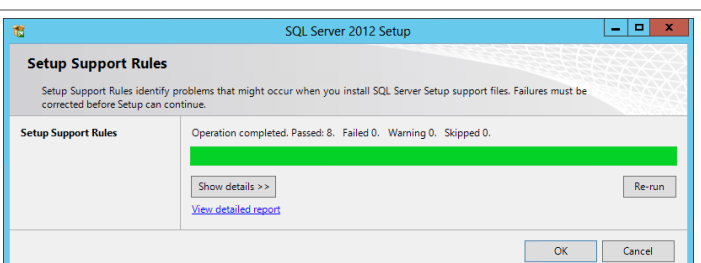 SQL Server 2012 Setup
Setup Support Rules
Setup Support Rules identify problems that might occur when you install SQL Server Setup support files. Failures must be
corrected before Setup can continue.
Setup Support Rules
Operation completed. Passed: 8. Failed 0. Warning 0. Skipped 0.
Show details >>
Re-run
View detailed report
OK
Cancel